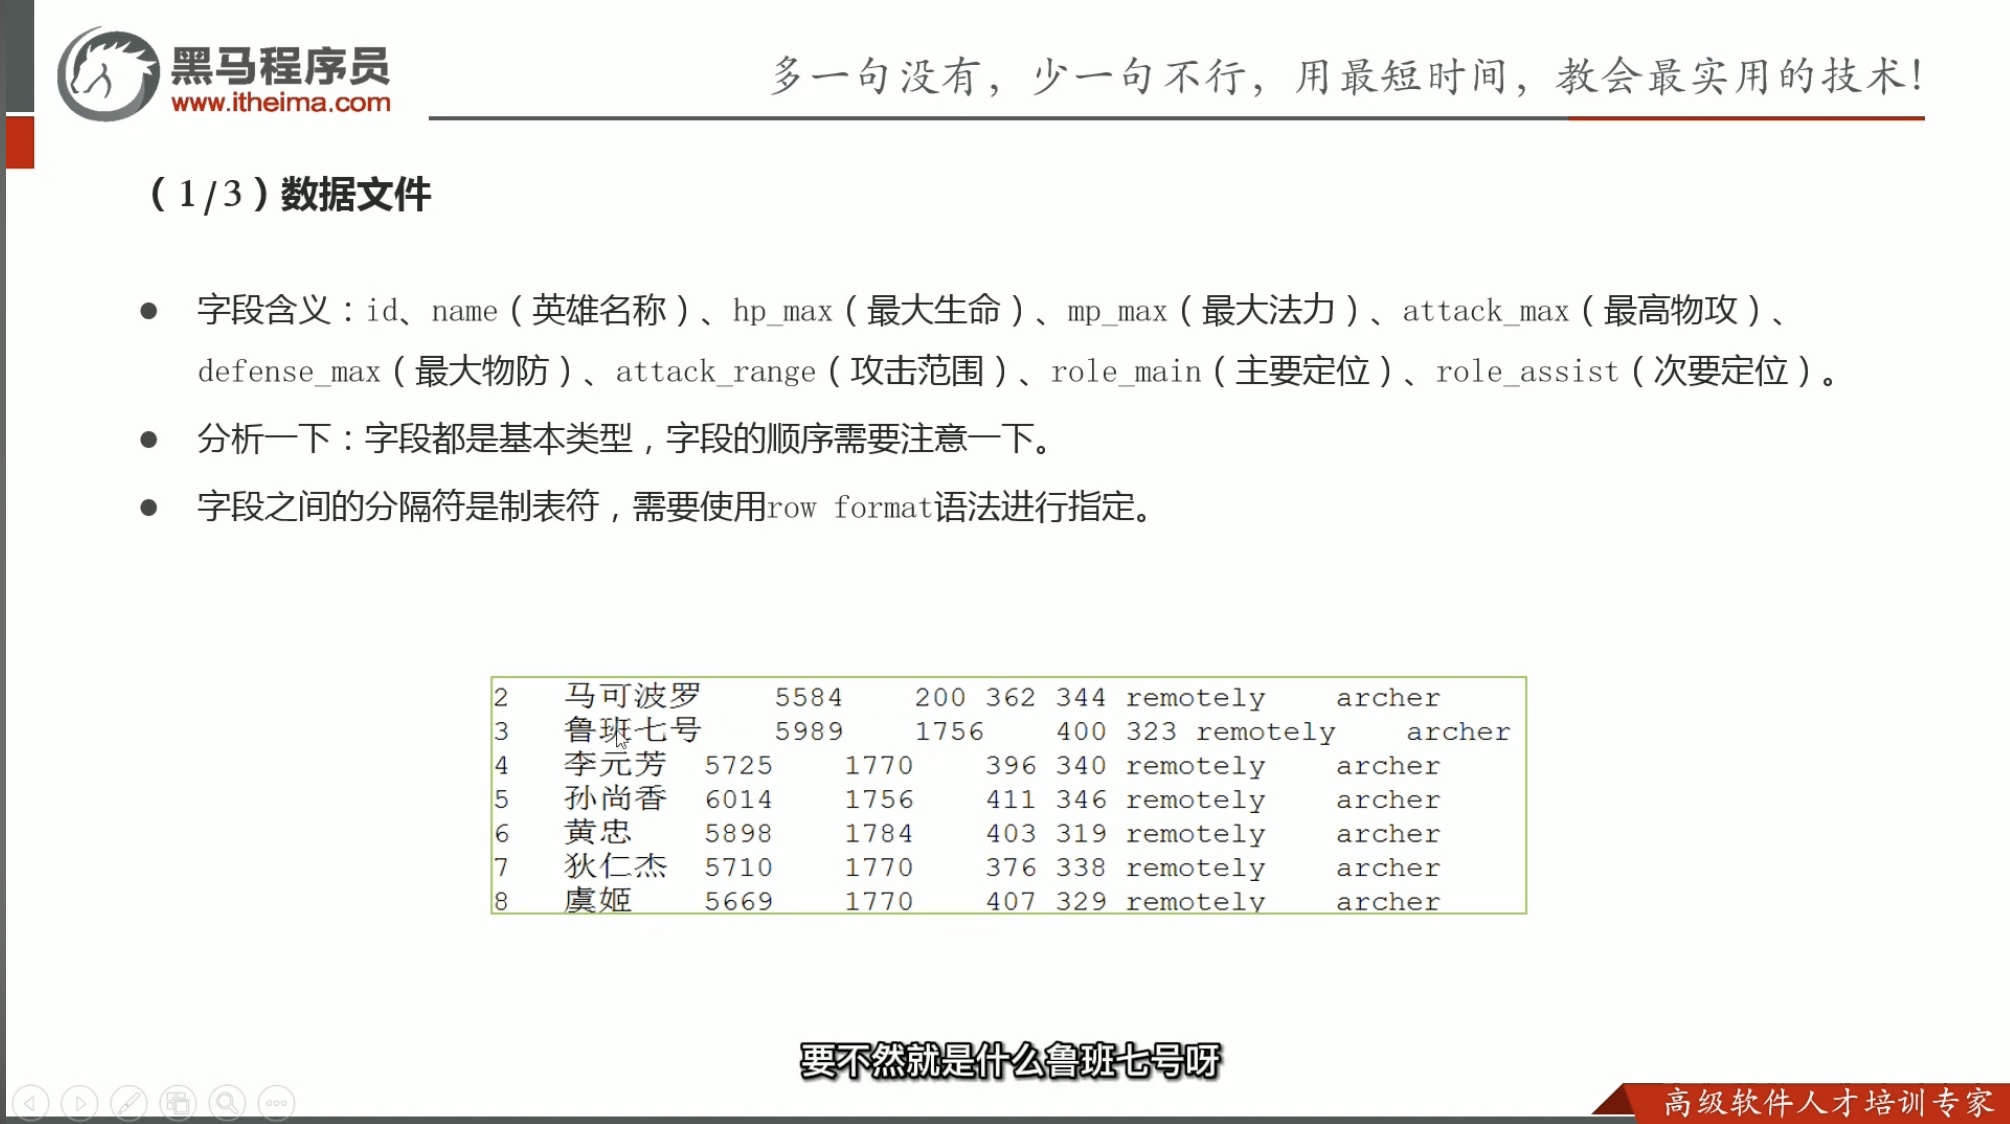 黑马程序员
www.itheima.com
多一句没有，少一句不行，用最短时间，教会最实用的技术！
（1/3）数据文件
● 字段含义：id、name（英雄名称）、hp_max（最大生命）、mp_max（最大法力）、attack_max（最高物攻）、
defense_max（最大物防）、attack_range（攻击范围）、role_main（主要定位）、role_assist（次要定位）。
● 分析一下：字段都是基本类型，字段的顺序需要注意一下。
● 字段之间的分隔符是制表符，需要使用row format语法进行指定。
2 马可波罗 5584 200 362 344 remotely archer
3 鲁班七号 5989 1756 400 323 remotely archer
4 李元芳 5725 1770 396 340 remotely archer
5 孙尚香 6014 1756 411 346 remotely archer
6 黄忠 5898 1784 403 319 remotely archer
7 狄仁杰 5710 1770 376 338 remotely archer
8 虞姬 5669 1770 407 329 remotely archer
要不然就是什么鲁班七号呀
高级软件人才培训专家